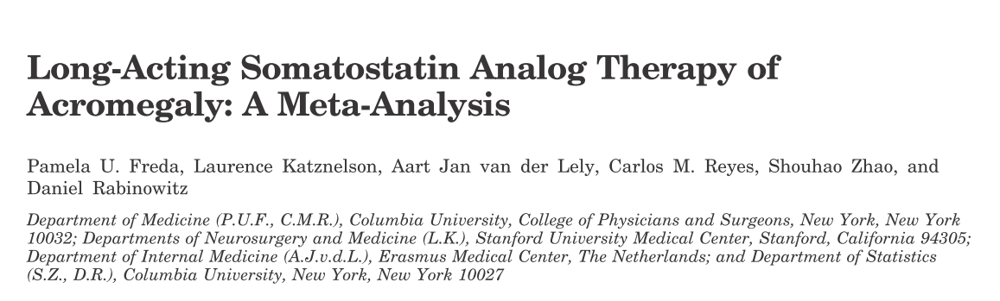 Long-Acting Somatostatin Analog Therapy of
Acromegaly: A Meta-Analysis
Pamela U. Freda, Laurence Katznelson, Aart Jan van der Lely, Carlos M. Reyes, Shouhao Zhao, and
Daniel Rabinowitz
Department of Medicine (P.U.F., C.M.R.), Columbia University, College of Physicians and Surgeons, New York, New York
10032; Departments of Neurosurgery and Medicine (L.K.), Stanford University Medical Center, Stanford, California 94305;
Department of Internal Medicine (A.J.v.d.L.), Erasmus Medical Center, The Netherlands; and Department of Statistics
(S.Z., D.R.), Columbia University, New York, New York 10027